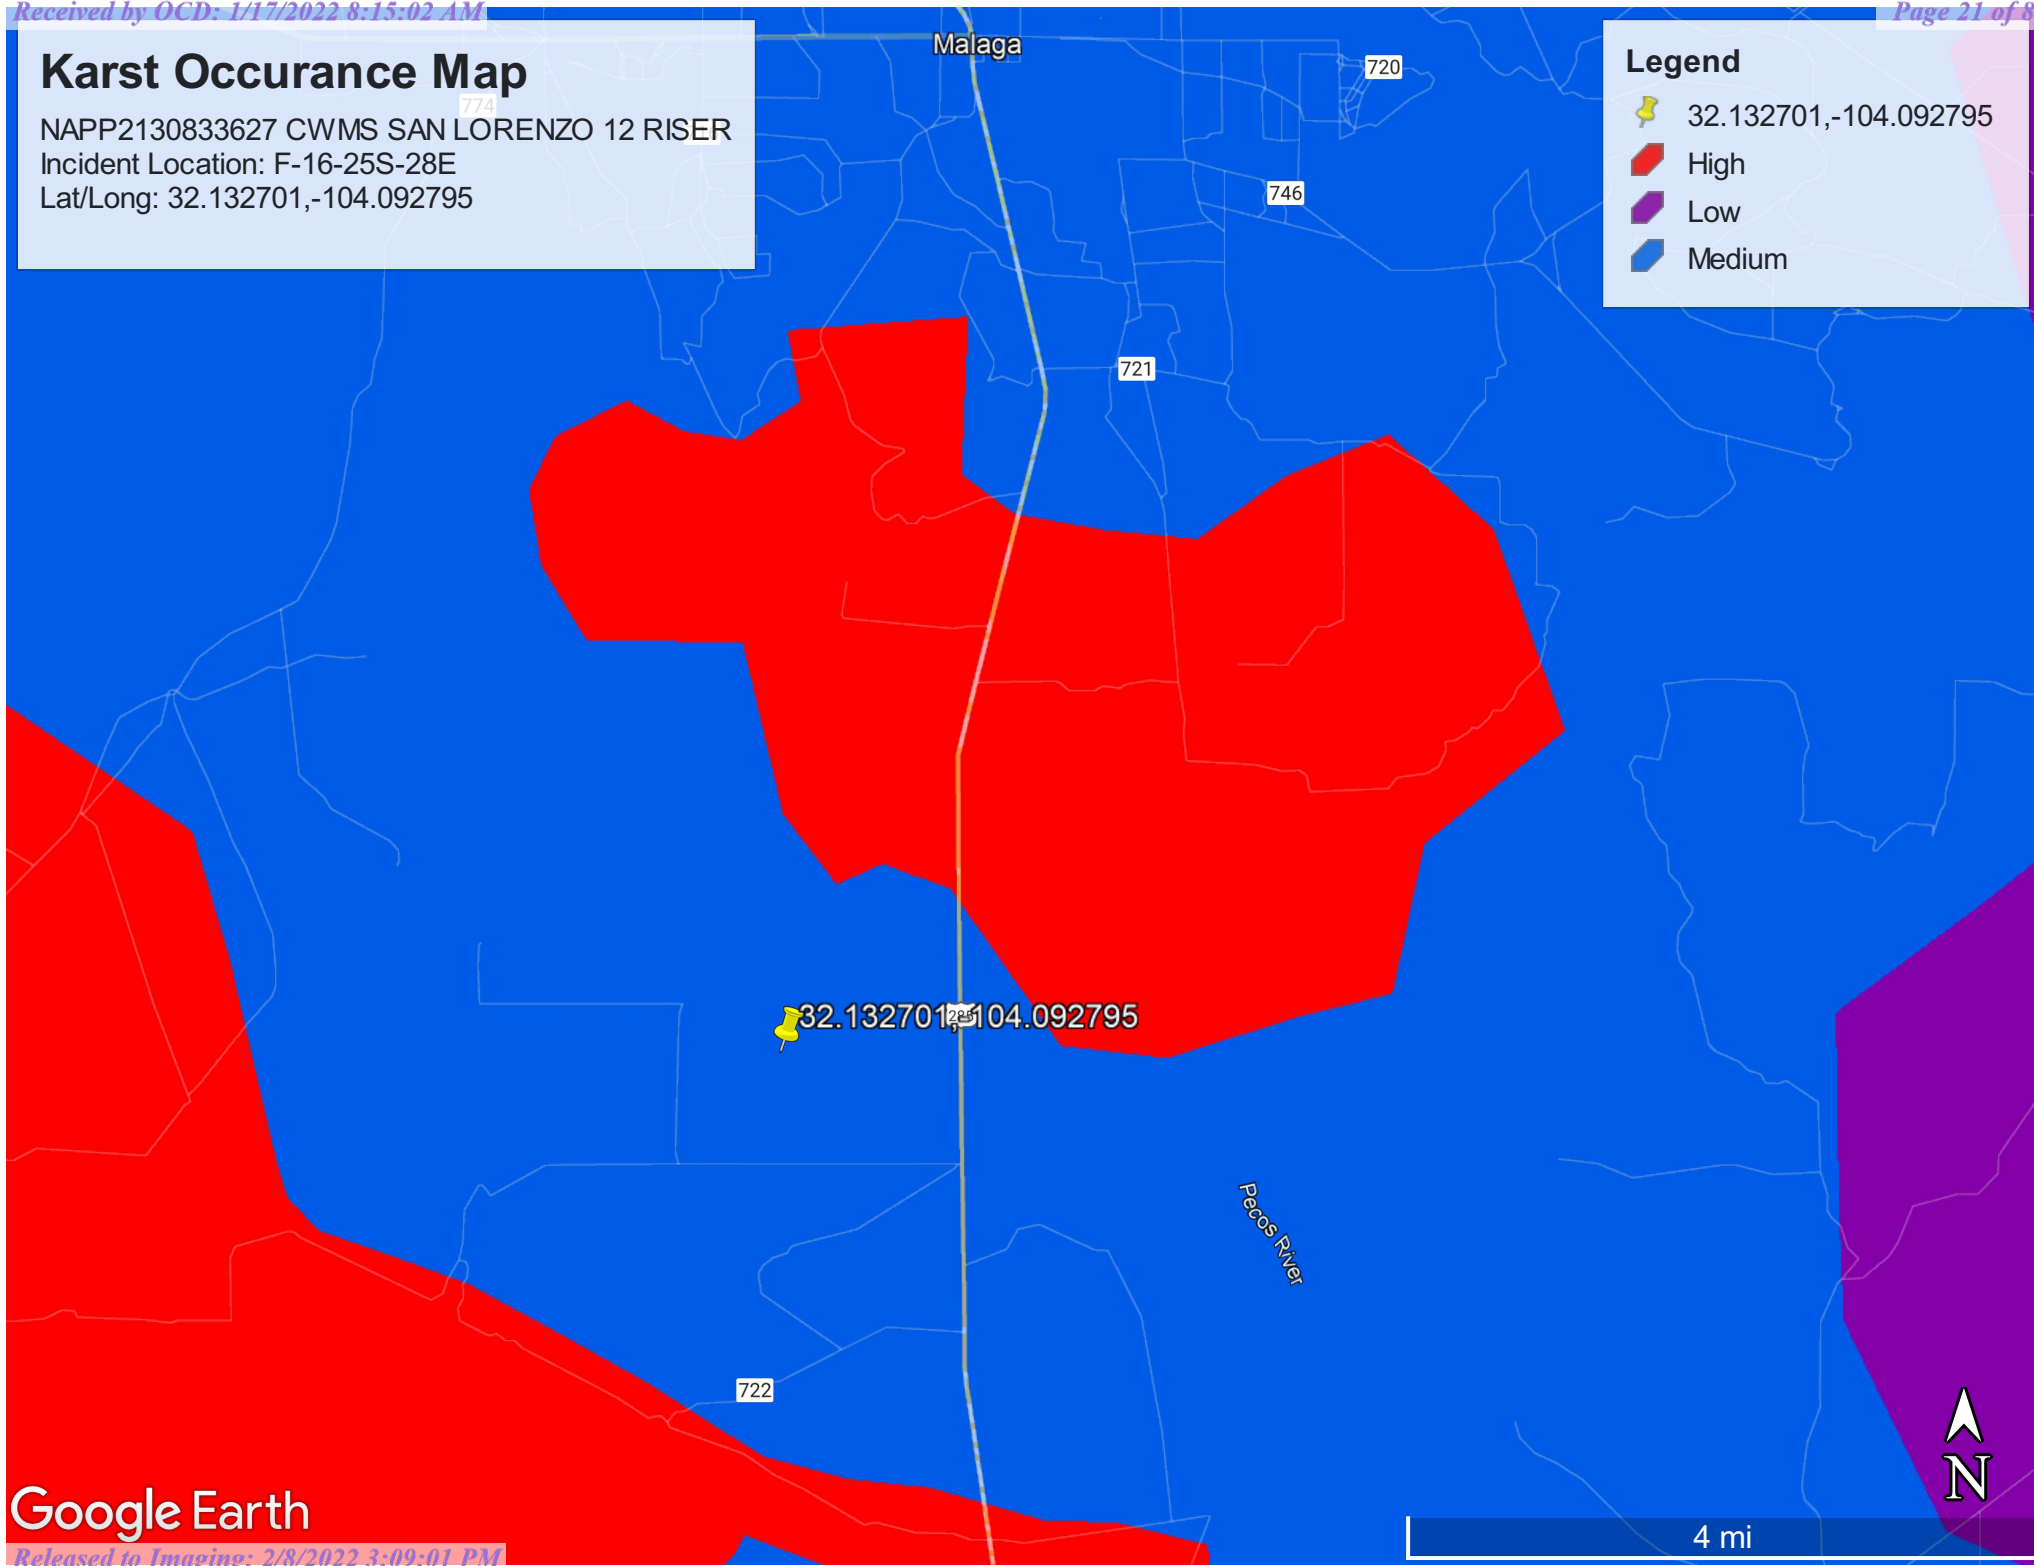 Received by OCD: 1/17/2022 8:15:02 AM
Page 21 of 8
Karst Occurance Map
NAPP2130833627 CWMS SAN LORENZO 12 RISER
Incident Location: F-16-25S-28E
Lat/Long: 32.132701,-104.092795
774
Malaga
Legend
32.132701,-104.092795
High
Low
Medium
720
746
721
32.132701,-104.092795
285
Pecos River
722
N
Google Earth
4 mi
Released to Imaging: 2/8/2022 3:09:01 PM